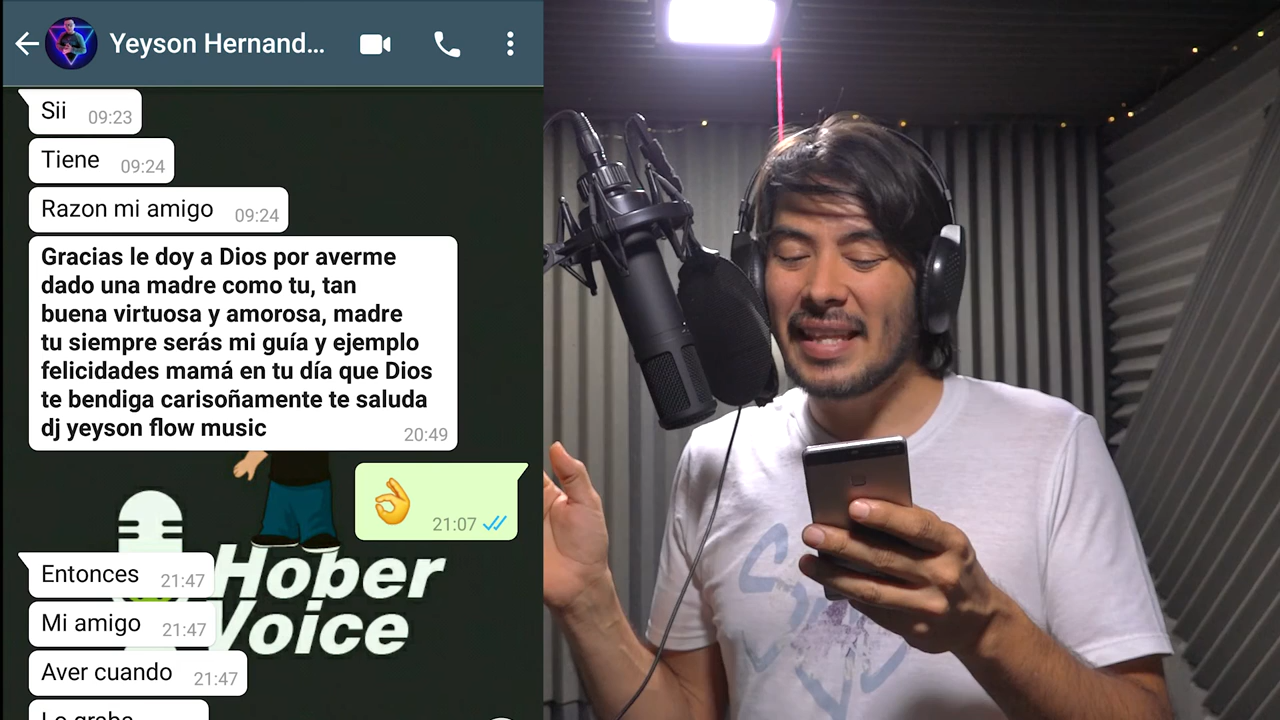 Yeyson Hernand...
Sii 09:23
Tiene 09:24
Razon mi amigo 09:24
Gracias le doy a Dios por averme
dado una madre como tu, tan
buena virtuosa y amorosa, madre
tu siempre serás mi guía y ejemplo
felicidades mamá en tu día que Dios
te bendiga carisoñamente te saluda
dj yeyson flow music 20:49
👌 21:07
Entonces 21:47
Mi amigo 21:47
Aver cuando 21:47
Hober
Voice